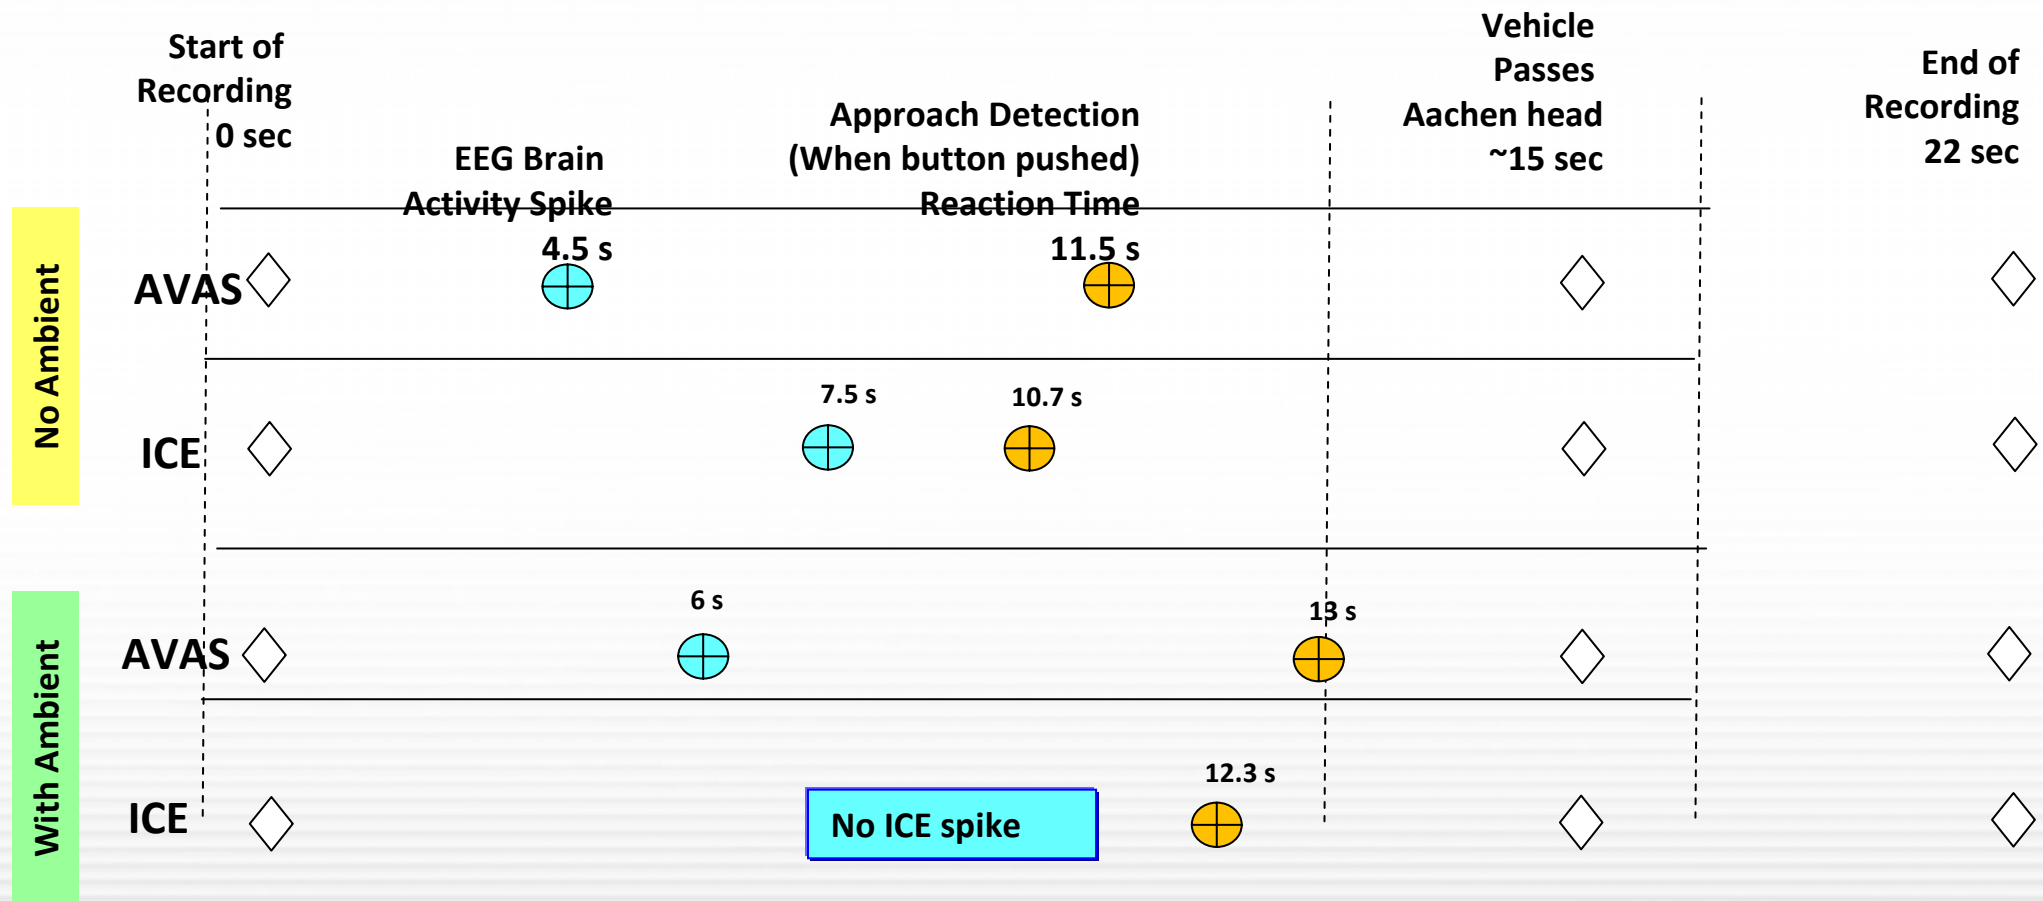 Start of
Recording
0 sec
EEG Brain
Activity Spike
4.5 s
Approach Detection
(When button pushed)
Reaction Time
11.5 s
Vehicle
Passes
Aachen head
~15 sec
End of
Recording
22 sec
No Ambient
AVAS
ICE
7.5 s
10.7 s
With Ambient
AVAS
6 s
13 s
ICE
No ICE spike
12.3 s